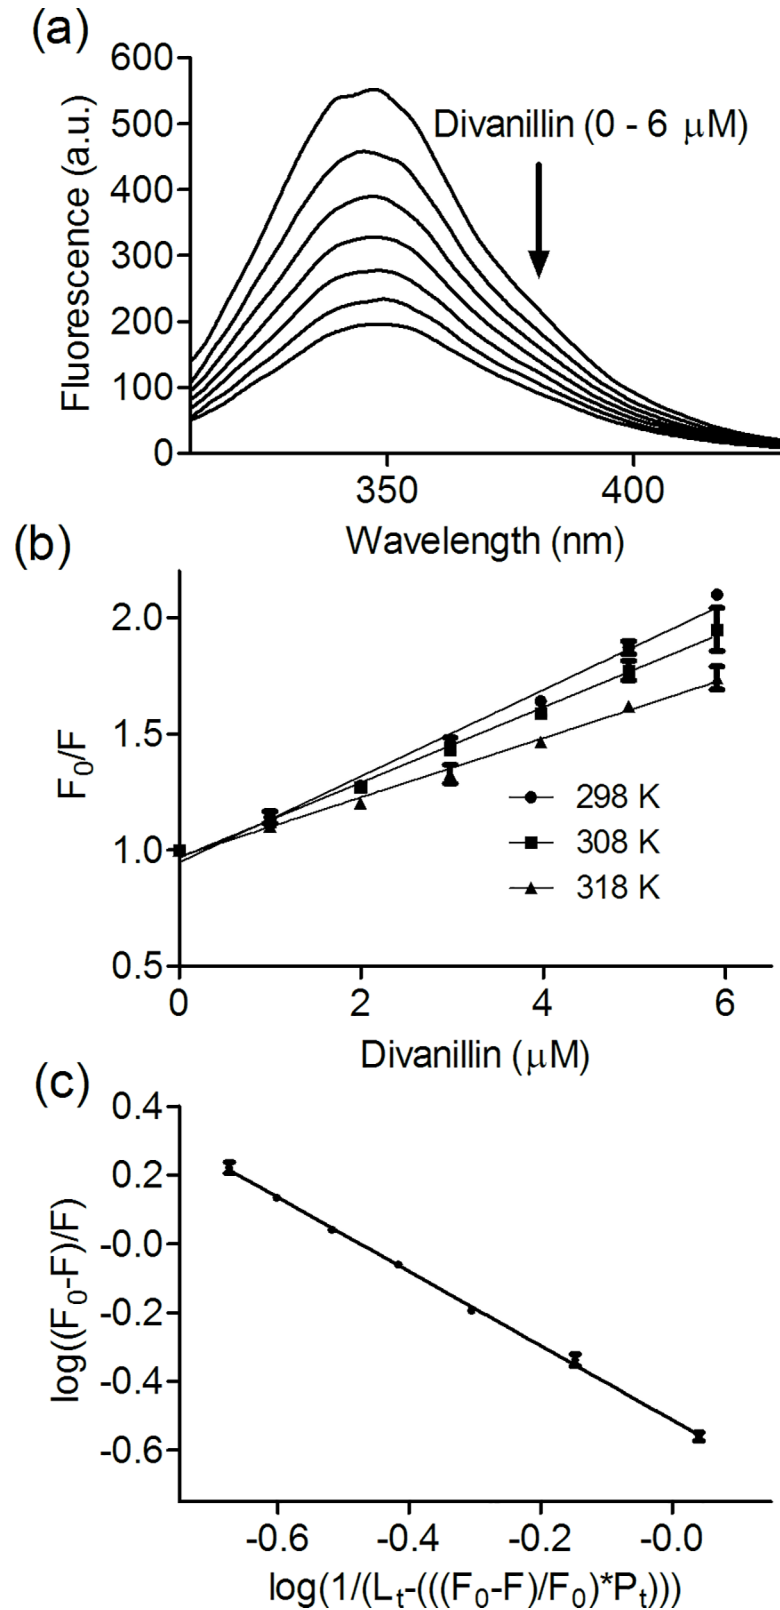 (a)
600
500
400
300
200
100
0
Fluorescence (a.u.)
Divanillin (0 - 6 μM)
350
400
Wavelength (nm)
(b)
2.0
1.5
1.0
0.5
F₀/F
298 K
308 K
318 K
0
2
4
6
Divanillin (μM)
(c)
0.4
0.2
-0.0
-0.2
-0.4
-0.6
log((F₀-F)/F)
-0.6
-0.4
-0.2
-0.0
log(1/(Lₜ-(((F₀-F)/F₀)*Pₜ)))